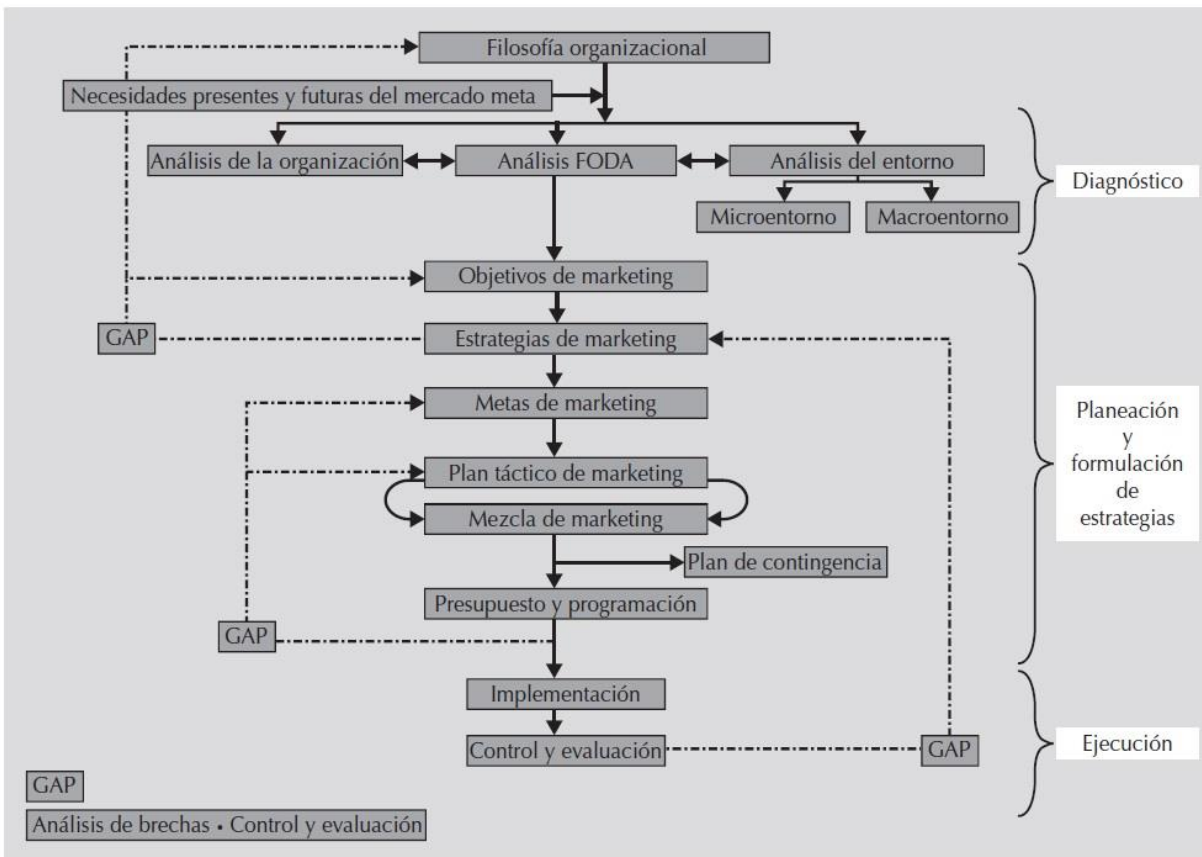 Filosofía organizacional
Necesidades presentes y futuras del mercado meta
Análisis de la organización
Análisis FODA
Análisis del entorno
Microentorno
Macroentorno
Diagnóstico
Objetivos de marketing
GAP
Estrategias de marketing
Metas de marketing
Plan táctico de marketing
Mezcla de marketing
Plan de contingencia
Presupuesto y programación
GAP
Planeación
y
formulación
de
estrategias
Implementación
Control y evaluación
GAP
Ejecución
GAP
Análisis de brechas • Control y evaluación